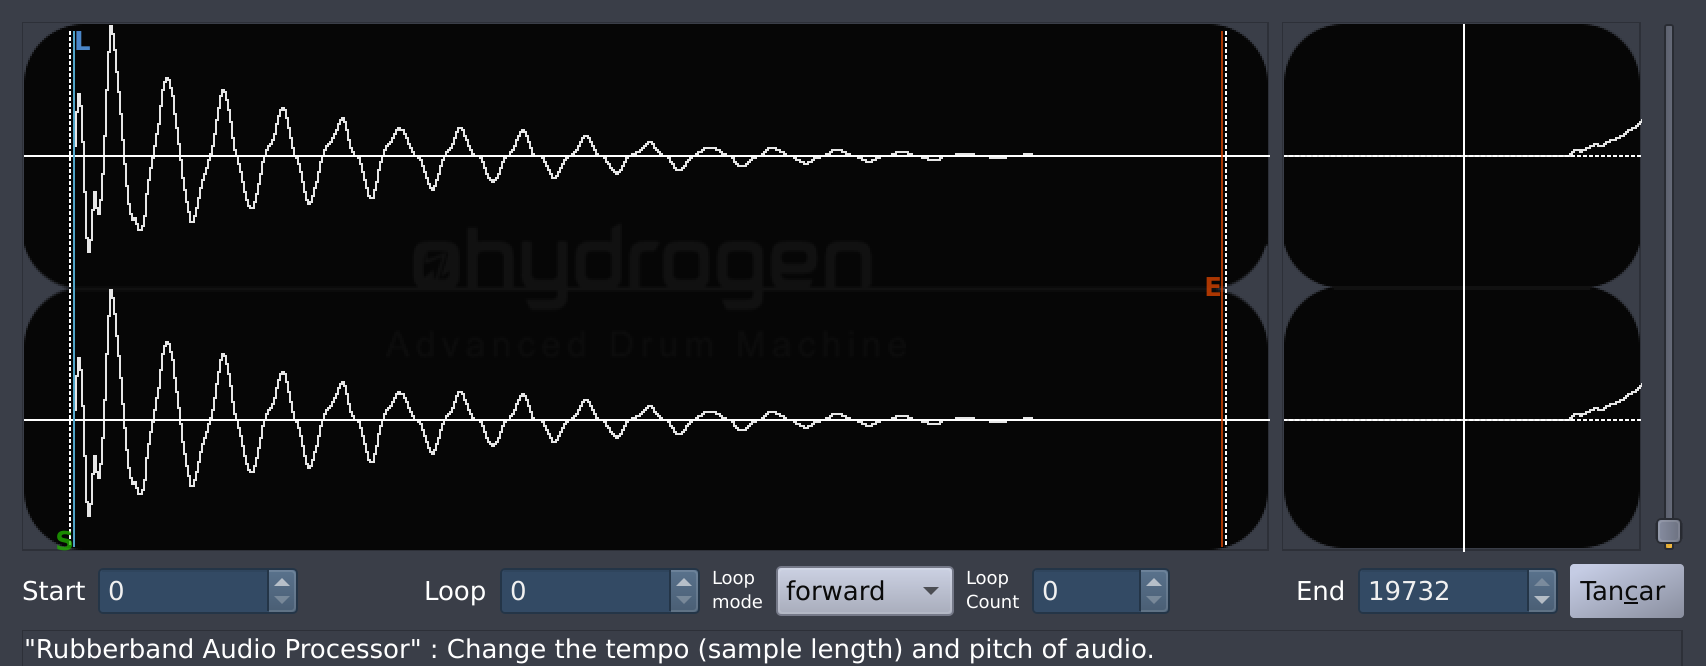 L
hydrogen
E
Advanced Drum Machine
S
Start 0 Loop 0 Loop mode forward Loop Count 0 End 19732 Tancar
"Rubberband Audio Processor" : Change the tempo (sample length) and pitch of audio.